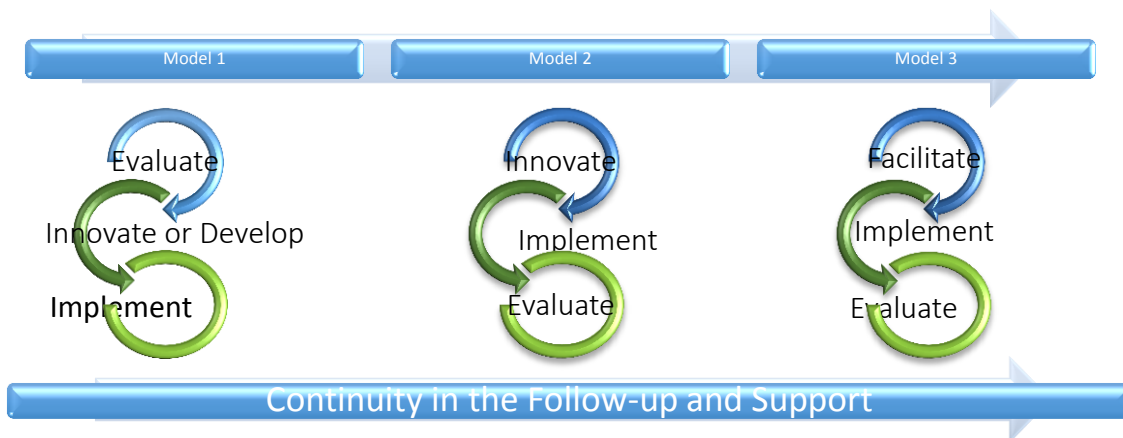 Model 1
Model 2
Model 3
Evaluate
Innovate or Develop
Implement
Innovate
Implement
Evaluate
Facilitate
Implement
Evaluate
Continuity in the Follow-up and Support